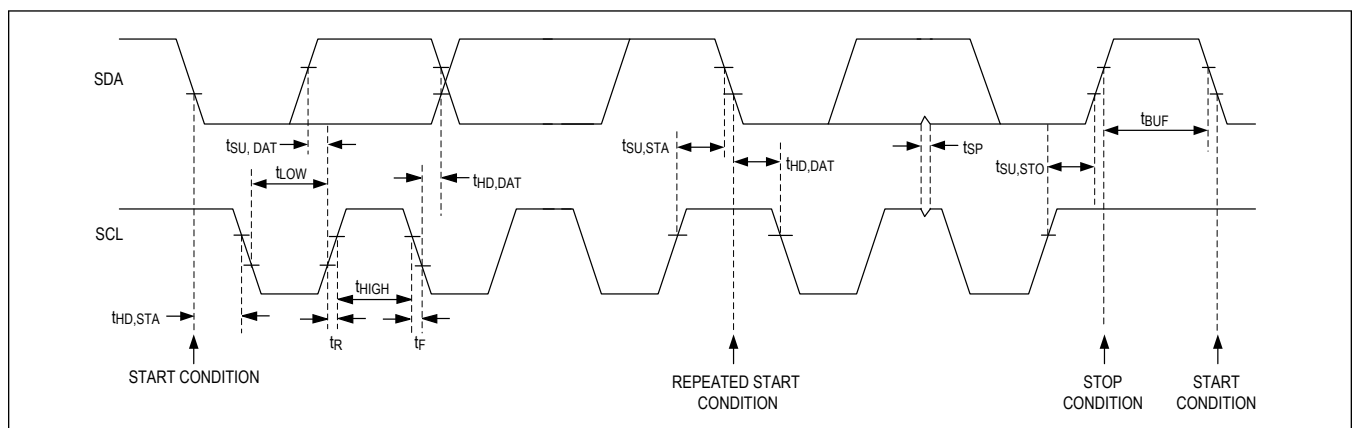 SDA
tSU, DAT
tLOW
tHD,DAT
tSU,STA
tHD,DAT
tSP
tSU,STO
tBUF
SCL
tHD,STA
tR
tHIGH
tF
START CONDITION
REPEATED START
CONDITION
STOP
CONDITION
START
CONDITION